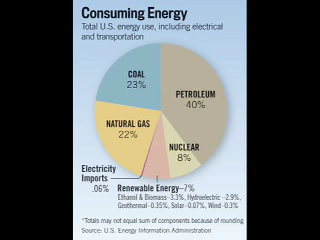 Consuming Energy
Total U.S. energy use, including electrical
and transportation
COAL
23%
PETROLEUM
40%
NATURAL GAS
22%
NUCLEAR
8%
Electricity
Imports
.06%
Renewable Energy–7%
Ethanol & Biomass–3.3%, Hydroelectric –2.9%,
Geothermal–0.35%, Solar–0.07%, Wind–0.3%
*Totals may not equal sum of components because of rounding
Source: U.S. Energy Information Administration